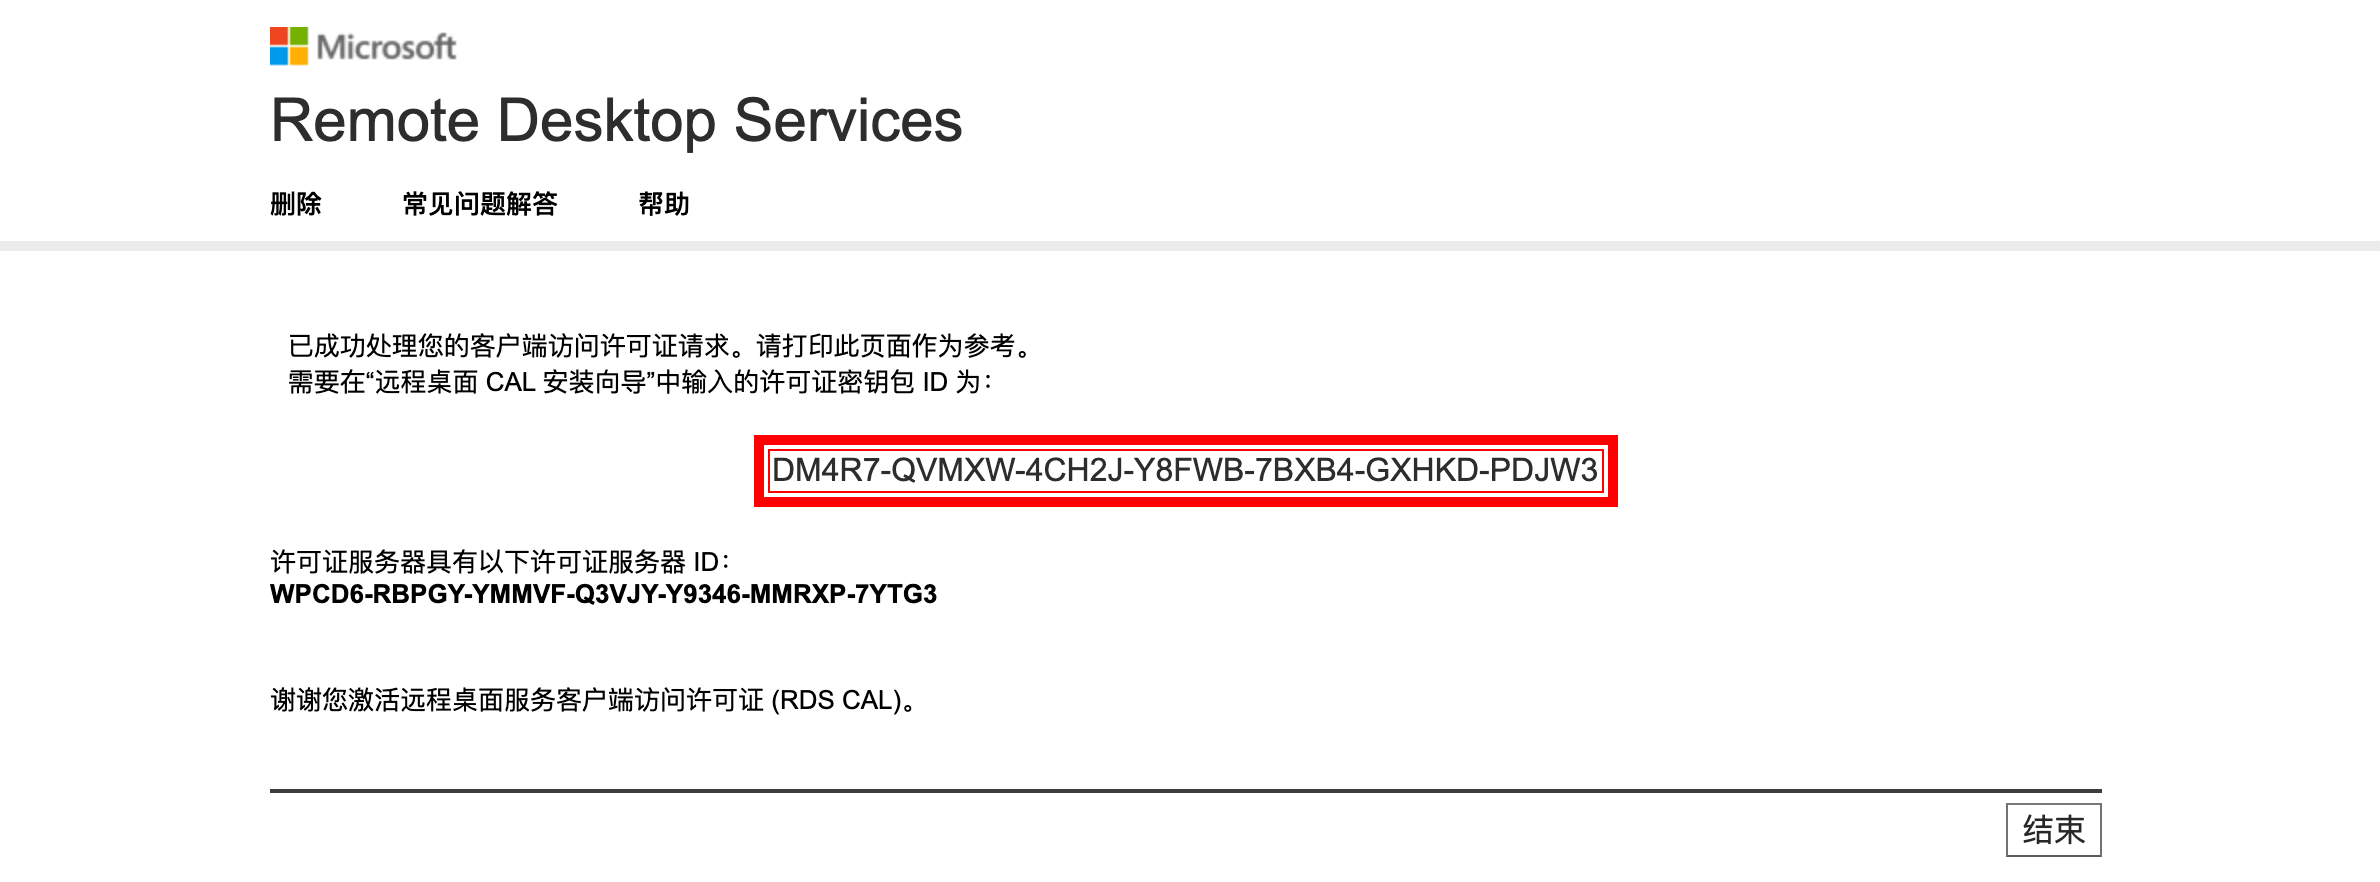 Microsoft
Remote Desktop Services
删除 常见问题解答 帮助
已成功处理您的客户端访问许可证请求。请打印此页面作为参考。
需要在“远程桌面 CAL 安装向导”中输入的许可证密钥包 ID 为：
DM4R7-QVMXW-4CH2J-Y8FWB-7BXB4-GXHKD-PDJW3
许可证服务器具有以下许可证服务器 ID：
WPCD6-RBPGY-YMMVF-Q3VJY-Y9346-MMRXP-7YTG3
谢谢您激活远程桌面服务客户端访问许可证 (RDS CAL)。
结束